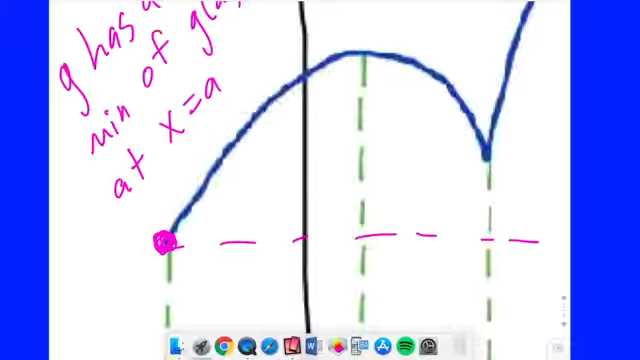 g has a
min of g(a)
at x=a